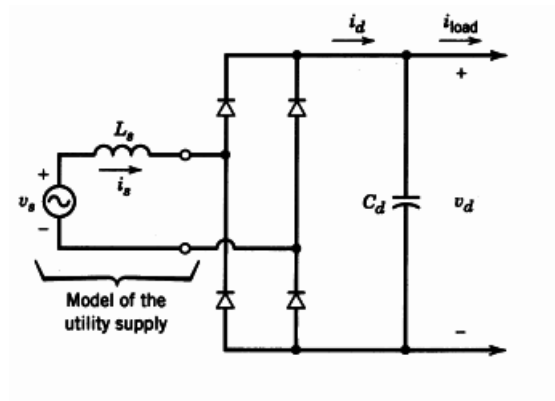 i_d
i_load
+
L_s
+
i_s
v_s
−
C_d
v_d
Model of the
utility supply
−